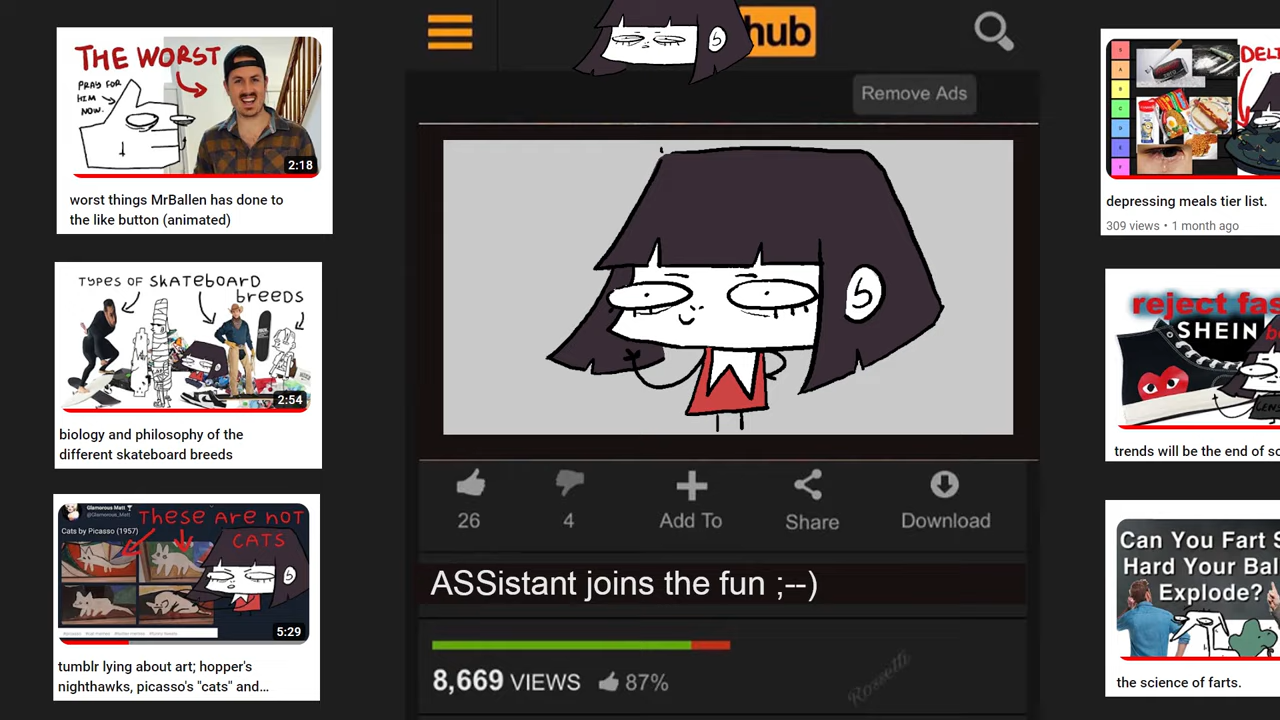 THE WORST
PRAY FOR
HIM
NOW.
2:18
worst things MrBallen has done to
the like button (animated)
TYPES OF SKATEBOARD
breeds
2:54
biology and philosophy of the
different skateboard breeds
Glamorous Matt
@Glamorous_Matt
Cats by Picasso (1957)
THESE ARE NOT
CATS
5:29
tumblr lying about art; hopper's
nighthawks, picasso's "cats" and...
hub
Remove Ads
26
4
Add To
Share
Download
ASSistant joins the fun ;--)
8,669 VIEWS
87%
Rossetti
S
A
B
C
D
E
F
depressing meals tier list.
309 views • 1 month ago
reject
SHEIN
trends will be the end of
Can You Fart
Hard Your
Explode?
the science of farts.